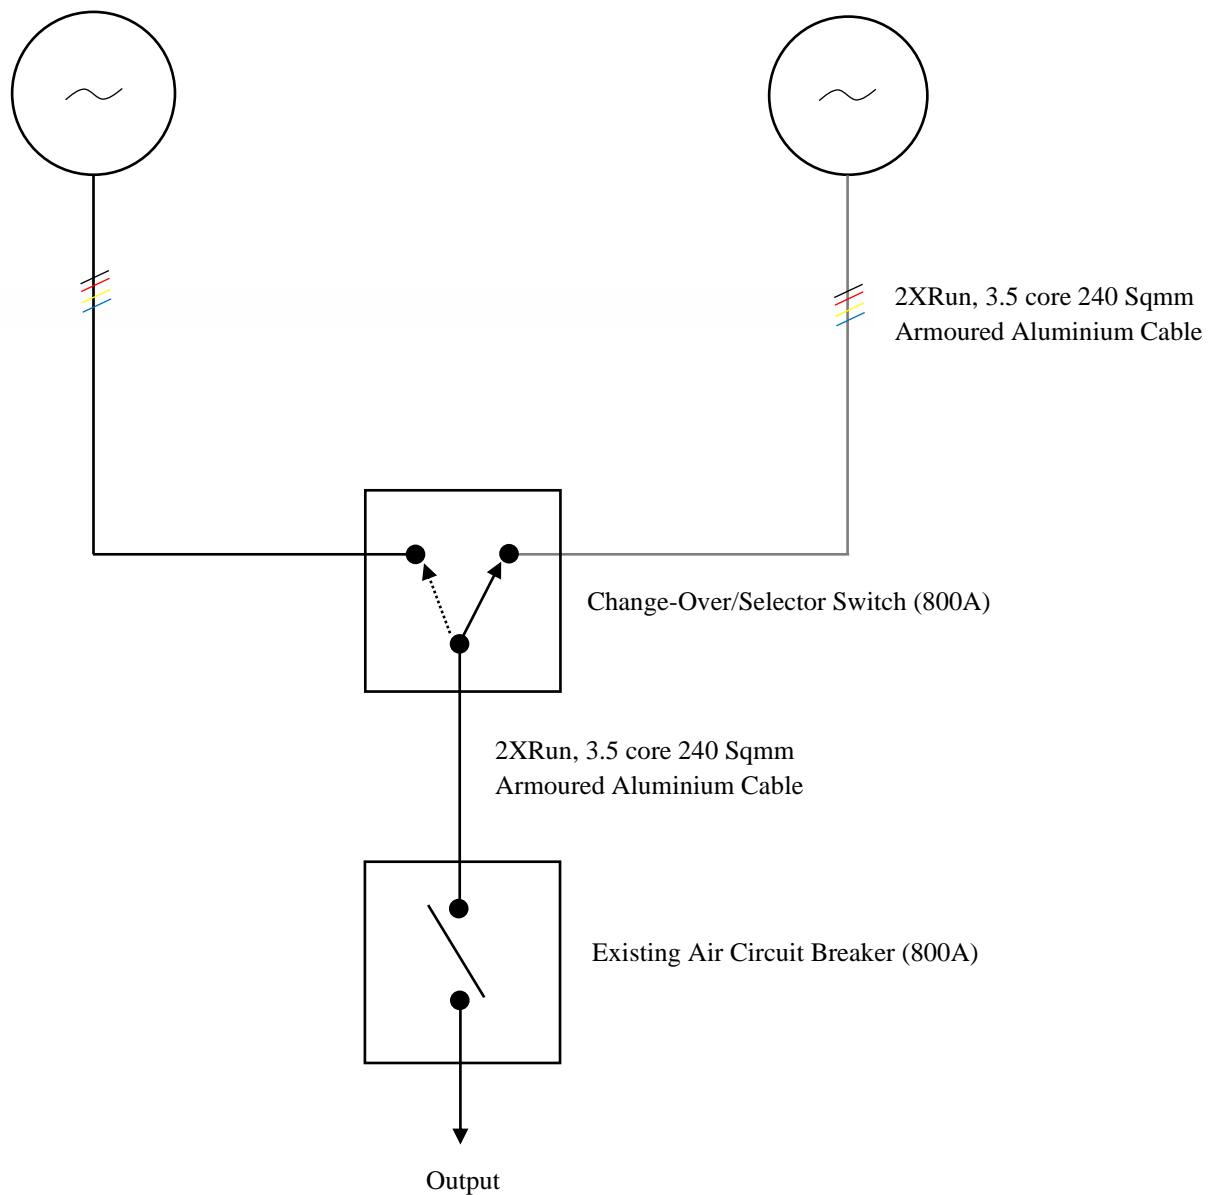 2XRun, 3.5 core 240 Sqmm
Armoured Aluminium Cable
Change-Over/Selector Switch (800A)
2XRun, 3.5 core 240 Sqmm
Armoured Aluminium Cable
Existing Air Circuit Breaker (800A)
Output